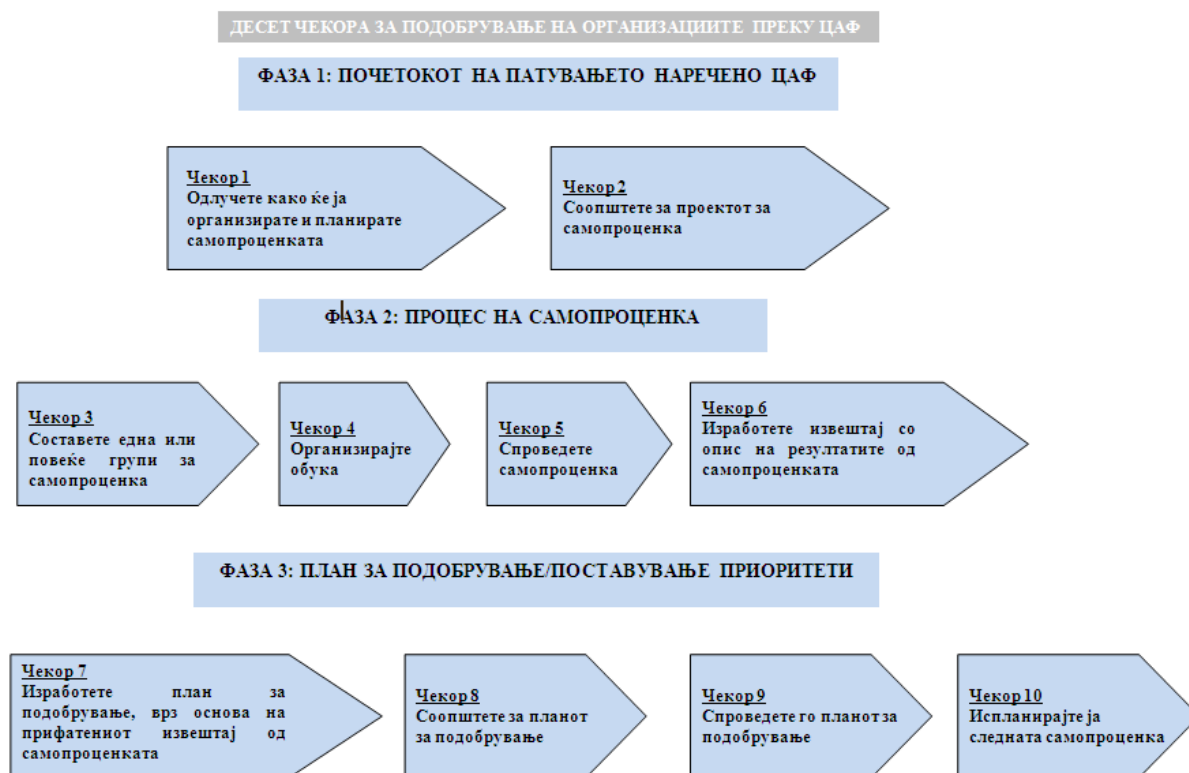 ДЕСЕТ ЧЕКОРА ЗА ПОДОБРУВАЊЕ НА ОРГАНИЗАЦИИТЕ ПРЕКУ ЦАФ
ФАЗА 1: ПОЧЕТОКОТ НА ПАТУВАЊЕТО НАРЕЧЕНО ЦАФ
Чекор 1
Одлучете како ќе ја
организирате и планирате
самопроценката
Чекор 2
Соопштете за проектот за
самопроценка
ФАЗА 2: ПРОЦЕС НА САМОПРОЦЕНКА
Чекор 3
Составете една или
повеќе групи за
самопроценка
Чекор 4
Организирајте
обука
Чекор 5
Спроведете
самопроценка
Чекор 6
Изработете извештај со
опис на резултатите од
самопроценката
ФАЗА 3: ПЛАН ЗА ПОДОБРУВАЊЕ/ПОСТАВУВАЊЕ ПРИОРИТЕТИ
Чекор 7
Изработете план за
подобрување, врз основа на
прифатениот извештај од
самопроценката
Чекор 8
Соопштете за планот
за подобрување
Чекор 9
Спроведете го планот за
подобрување
Чекор 10
Испланирајте ја
следната самопроценка